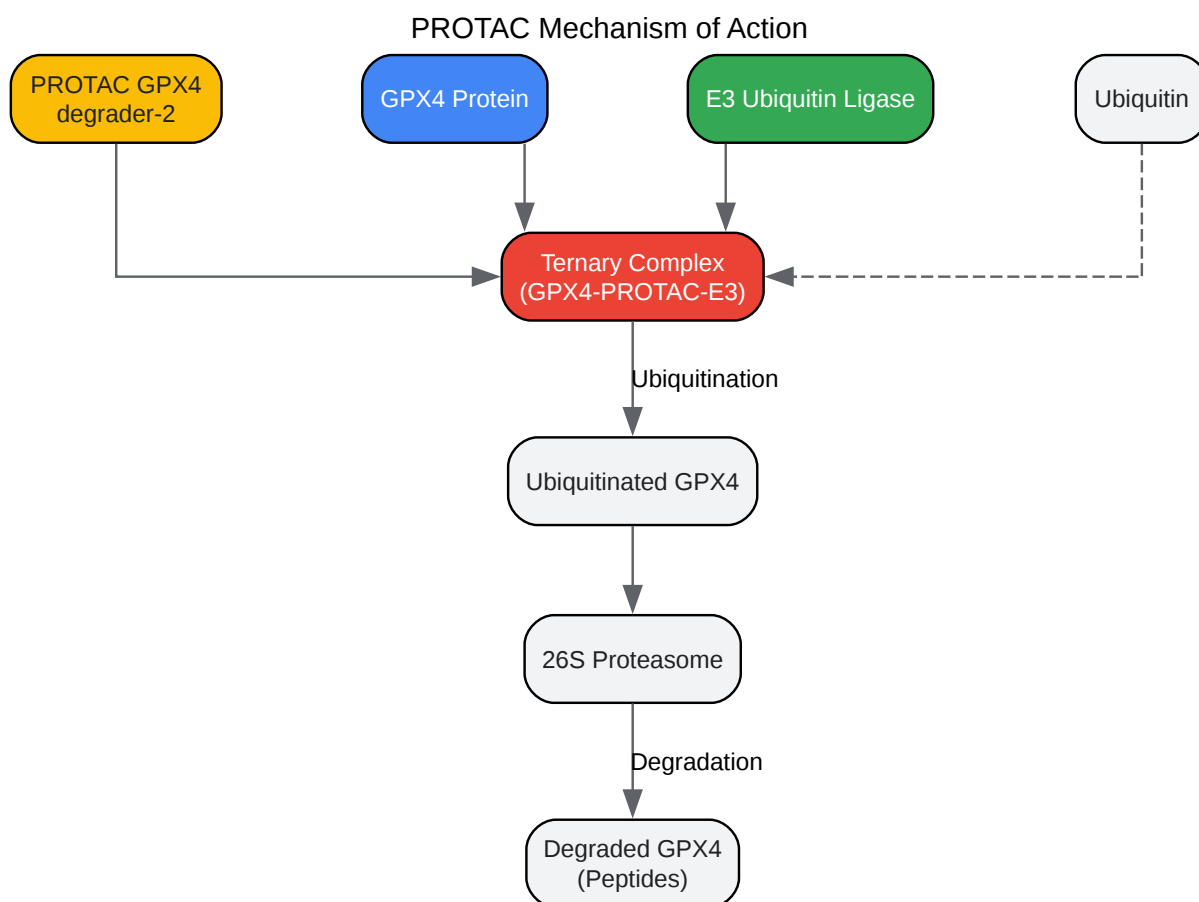 PROTAC Mechanism of Action
PROTAC GPX4
degrader-2
GPX4 Protein
E3 Ubiquitin Ligase
Ubiquitin
Ternary Complex
(GPX4-PROTAC-E3)
Ubiquitination
Ubiquitinated GPX4
26S Proteasome
Degradation
Degraded GPX4
(Peptides)